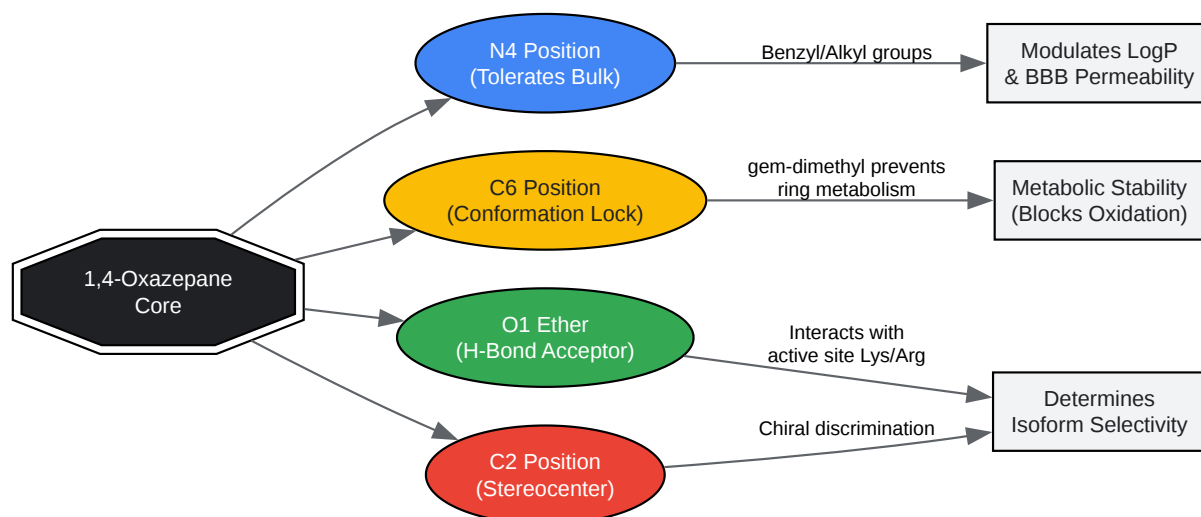 N4 Position
(Tolerates Bulk)
Benzyl/Alkyl groups
Modulates LogP
& BBB Permeability
C6 Position
(Conformation Lock)
gem-dimethyl prevents
ring metabolism
Metabolic Stability
(Blocks Oxidation)
1,4-Oxazepane
Core
O1 Ether
(H-Bond Acceptor)
Interacts with
active site Lys/Arg
Determines
Isoform Selectivity
C2 Position
(Stereocenter)
Chiral discrimination